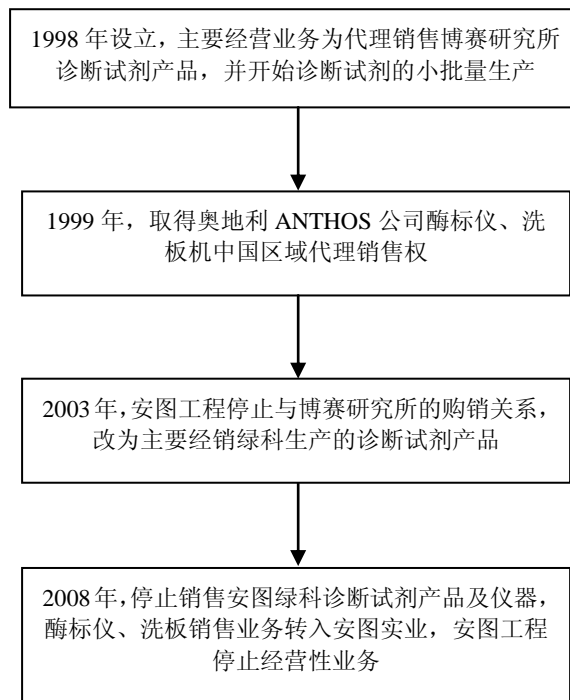 1998 年设立，主要经营业务为代理销售博赛研究所
诊断试剂产品，并开始诊断试剂的小批量生产
1999 年，取得奥地利 ANTHOS 公司酶标仪、洗
板机中国区域代理销售权
2003 年，安图工程停止与博赛研究所的购销关系，
改为主要经销绿科生产的诊断试剂产品
2008 年，停止销售安图绿科诊断试剂产品及仪器，
酶标仪、洗板销售业务转入安图实业，安图工程
停止经营性业务